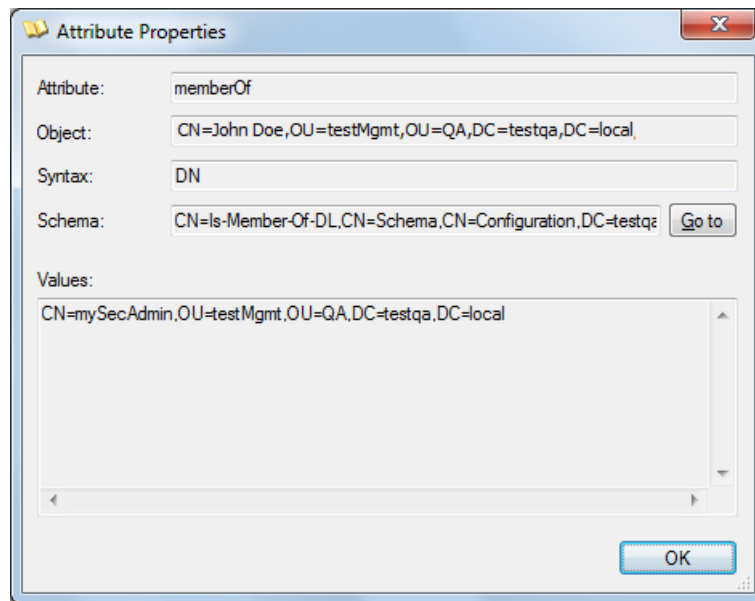 Attribute Properties
Attribute: memberOf
Object: CN=John Doe,OU=testMgmt,OU=QA,DC=testqa,DC=local,
Syntax: DN
Schema: CN=Is-Member-Of-DL,CN=Schema,CN=Configuration,DC=testqa Go to
Values:
CN=mySecAdmin,OU=testMgmt,OU=QA,DC=testqa,DC=local
OK